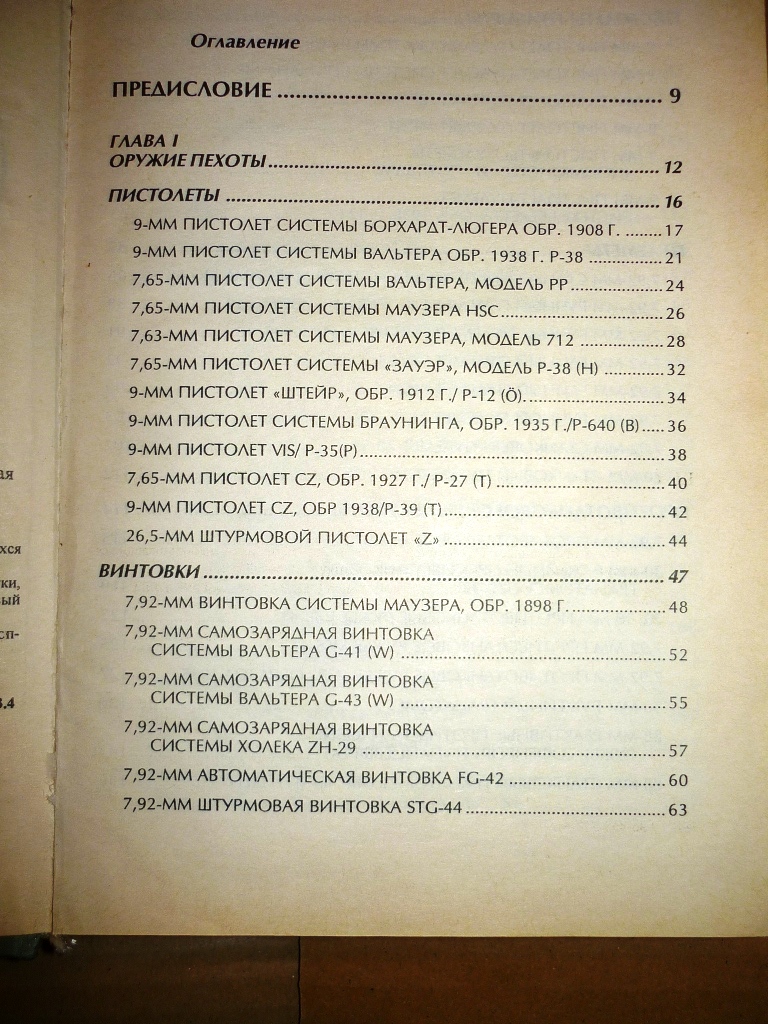 Оглавление
ПРЕДИСЛОВИЕ ........ 9
ГЛАВА I
ОРУЖИЕ ПЕХОТЫ ........ 12
ПИСТОЛЕТЫ ........ 16
9-ММ ПИСТОЛЕТ СИСТЕМЫ БОРХАРДТ-ЛЮГЕРА ОБР. 1908 Г. ........ 17
9-ММ ПИСТОЛЕТ СИСТЕМЫ ВАЛЬТЕРА ОБР. 1938 Г. Р-38 ........ 21
7,65-ММ ПИСТОЛЕТ СИСТЕМЫ ВАЛЬТЕРА, МОДЕЛЬ РР ........ 24
7,65-ММ ПИСТОЛЕТ СИСТЕМЫ МАУЗЕРА HSC ........ 26
7,63-ММ ПИСТОЛЕТ СИСТЕМЫ МАУЗЕРА, МОДЕЛЬ 712 ........ 28
7,65-ММ ПИСТОЛЕТ СИСТЕМЫ «ЗАУЭР», МОДЕЛЬ Р-38 (Н) ........ 32
9-ММ ПИСТОЛЕТ «ШТЕЙР», ОБР. 1912 Г./ Р-12 (Ö). ........ 34
9-ММ ПИСТОЛЕТ СИСТЕМЫ БРАУНИНГА, ОБР. 1935 Г./Р-640 (В) ..... 36
9-ММ ПИСТОЛЕТ VIS/ Р-35(Р) ........ 38
7,65-ММ ПИСТОЛЕТ CZ, ОБР. 1927 Г./ Р-27 (Т) ........ 40
9-ММ ПИСТОЛЕТ CZ, ОБР 1938/Р-39 (Т) ........ 42
26,5-ММ ШТУРМОВОЙ ПИСТОЛЕТ «Z» ........ 44
ВИНТОВКИ ........ 47
7,92-ММ ВИНТОВКА СИСТЕМЫ МАУЗЕРА, ОБР. 1898 Г. ........ 48
7,92-ММ САМОЗАРЯДНАЯ ВИНТОВКА
СИСТЕМЫ ВАЛЬТЕРА G-41 (W) ........ 52
7,92-ММ САМОЗАРЯДНАЯ ВИНТОВКА
СИСТЕМЫ ВАЛЬТЕРА G-43 (W) ........ 55
7,92-ММ САМОЗАРЯДНАЯ ВИНТОВКА
СИСТЕМЫ ХОЛЕКА ZH-29 ........ 57
7,92-ММ АВТОМАТИЧЕСКАЯ ВИНТОВКА FG-42 ........ 60
7,92-ММ ШТУРМОВАЯ ВИНТОВКА STG-44 ........ 63